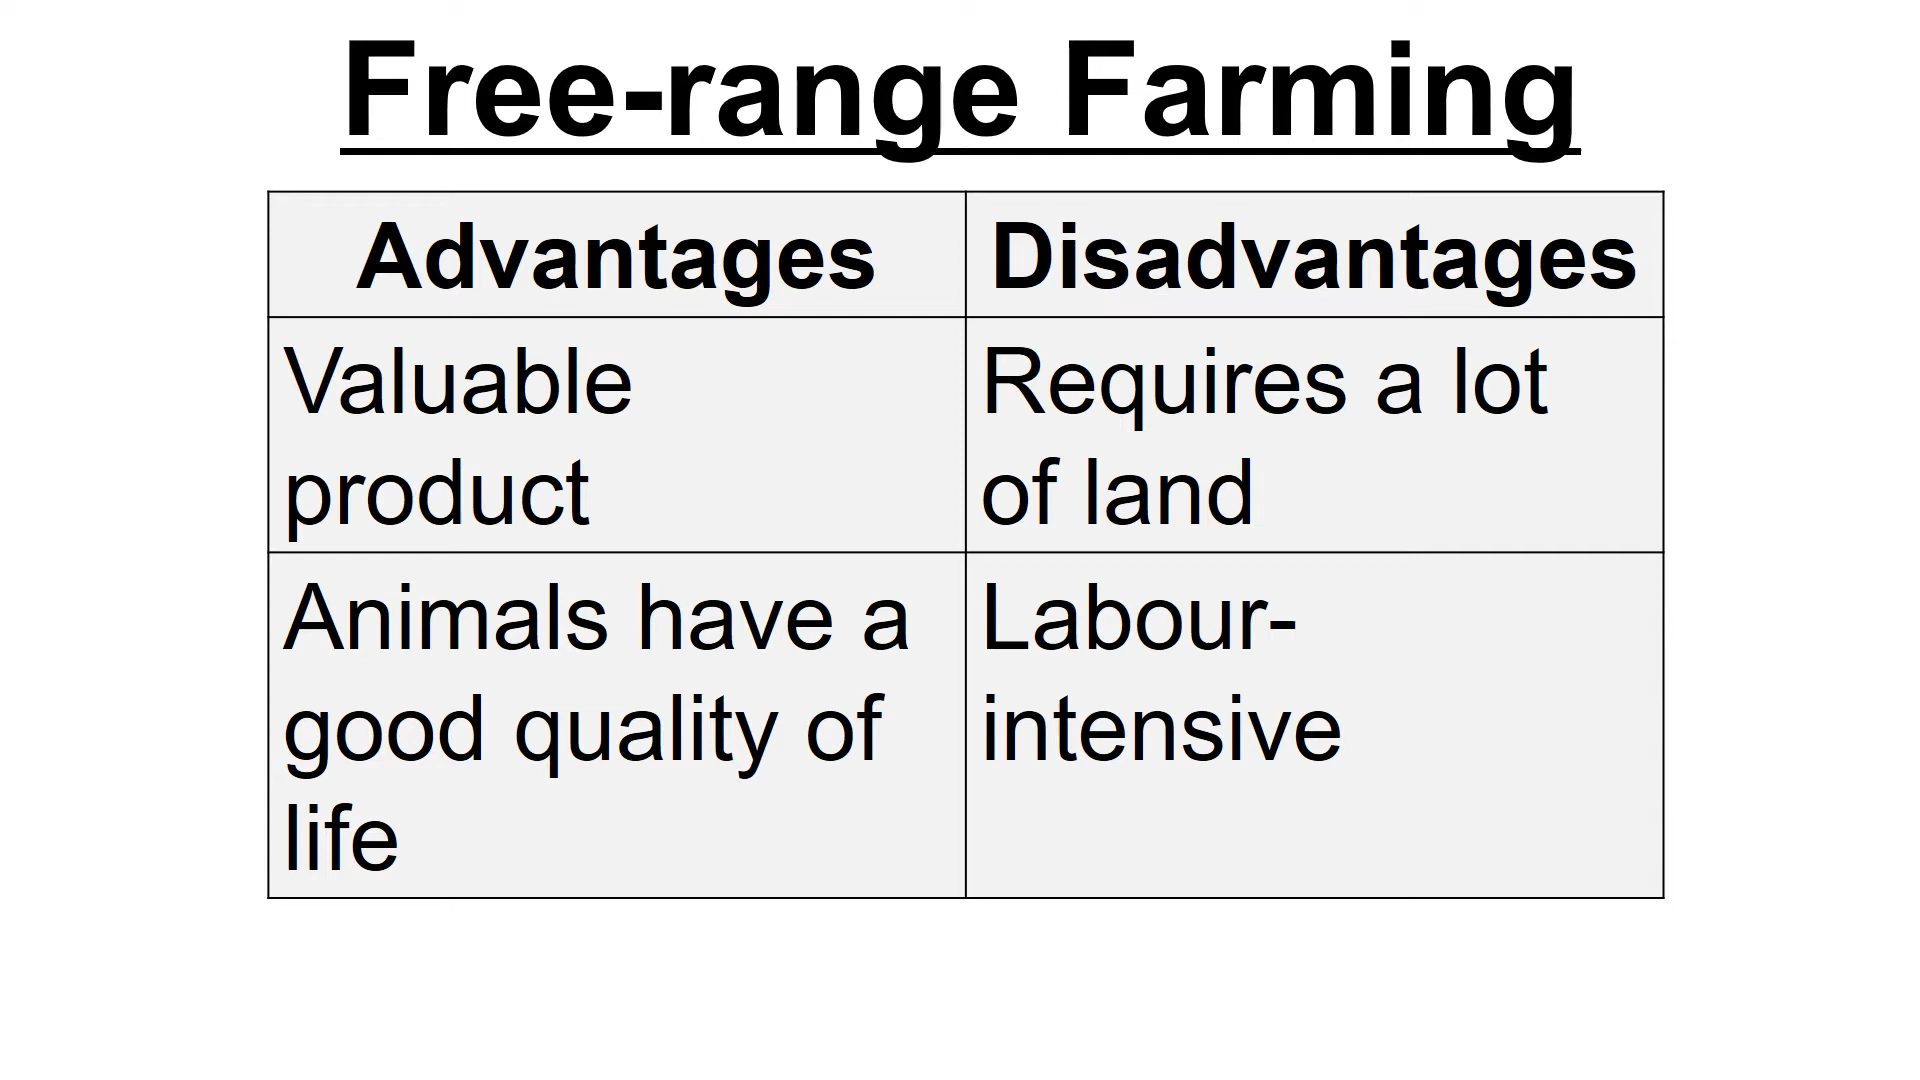 Free-range Farming
Advantages
Disadvantages
Valuable
product
Requires a lot
of land
Animals have a
good quality of
life
Labour-
intensive